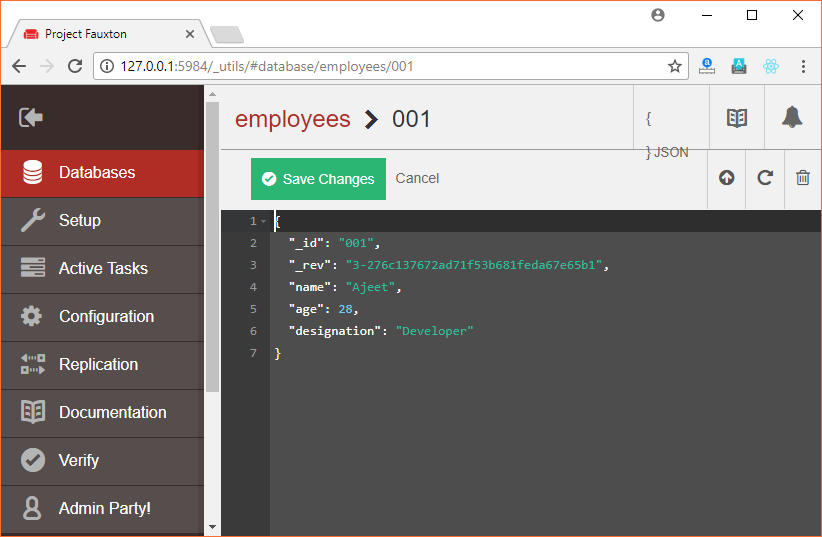 Project Fauxton
127.0.0.1:5984/_utils/#database/employees/001
employees 001
{
} JSON
Databases
Setup
Active Tasks
Configuration
Replication
Documentation
Verify
Admin Party!
Save Changes Cancel
1 {
2 "_id": "001",
3 "_rev": "3-276c137672ad71f53b681feda67e65b1",
4 "name": "Ajeet",
5 "age": 28,
6 "designation": "Developer"
7 }